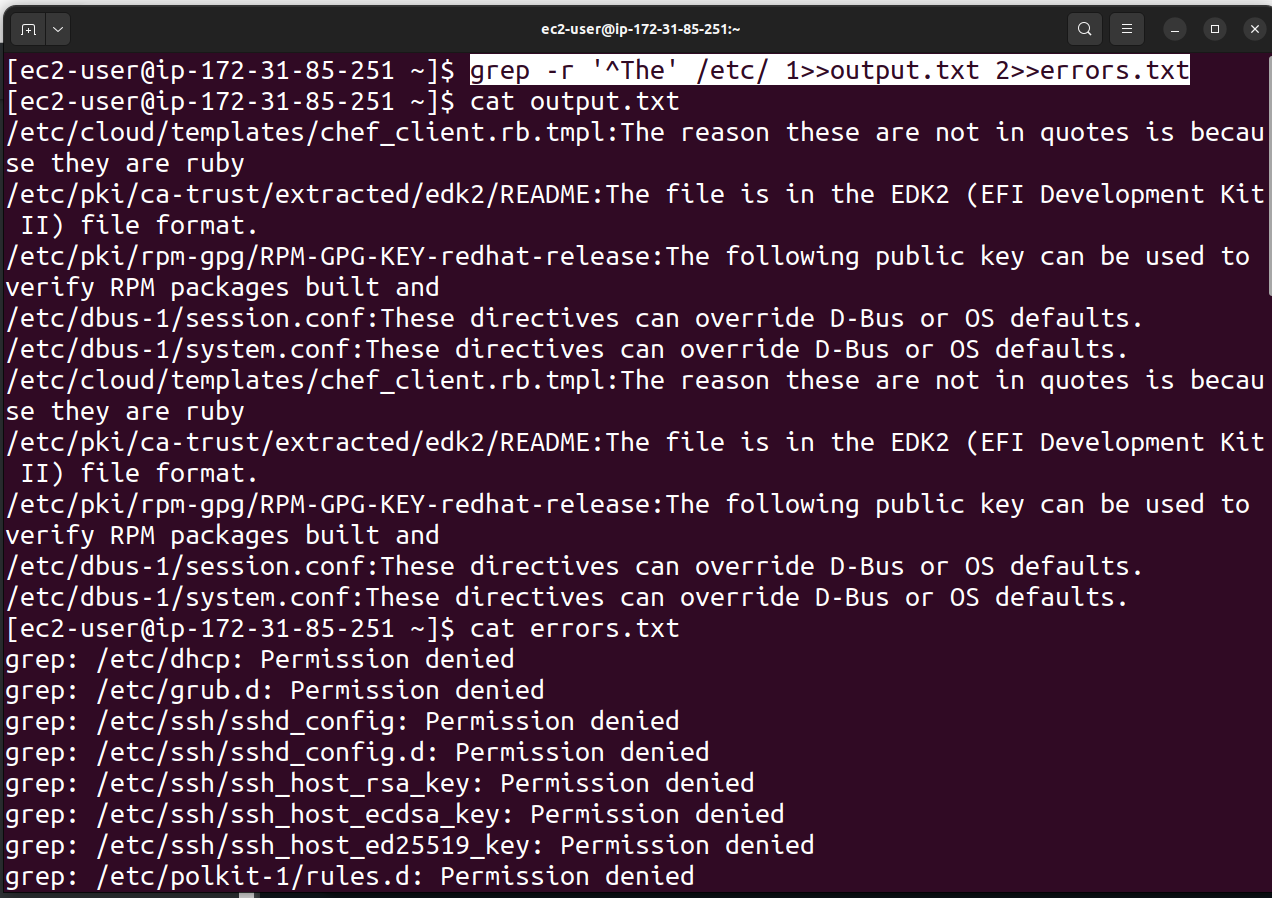 ec2-user@ip-172-31-85-251:~
[ec2-user@ip-172-31-85-251 ~]$ grep -r '^The' /etc/ 1>>output.txt 2>>errors.txt
[ec2-user@ip-172-31-85-251 ~]$ cat output.txt
/etc/cloud/templates/chef_client.rb.tmpl:The reason these are not in quotes is becau
se they are ruby
/etc/pki/ca-trust/extracted/edk2/README:The file is in the EDK2 (EFI Development Kit
 II) file format.
/etc/pki/rpm-gpg/RPM-GPG-KEY-redhat-release:The following public key can be used to
verify RPM packages built and
/etc/dbus-1/session.conf:These directives can override D-Bus or OS defaults.
/etc/dbus-1/system.conf:These directives can override D-Bus or OS defaults.
/etc/cloud/templates/chef_client.rb.tmpl:The reason these are not in quotes is becau
se they are ruby
/etc/pki/ca-trust/extracted/edk2/README:The file is in the EDK2 (EFI Development Kit
 II) file format.
/etc/pki/rpm-gpg/RPM-GPG-KEY-redhat-release:The following public key can be used to
verify RPM packages built and
/etc/dbus-1/session.conf:These directives can override D-Bus or OS defaults.
/etc/dbus-1/system.conf:These directives can override D-Bus or OS defaults.
[ec2-user@ip-172-31-85-251 ~]$ cat errors.txt
grep: /etc/dhcp: Permission denied
grep: /etc/grub.d: Permission denied
grep: /etc/ssh/sshd_config: Permission denied
grep: /etc/ssh/sshd_config.d: Permission denied
grep: /etc/ssh/ssh_host_rsa_key: Permission denied
grep: /etc/ssh/ssh_host_ecdsa_key: Permission denied
grep: /etc/ssh/ssh_host_ed25519_key: Permission denied
grep: /etc/polkit-1/rules.d: Permission denied